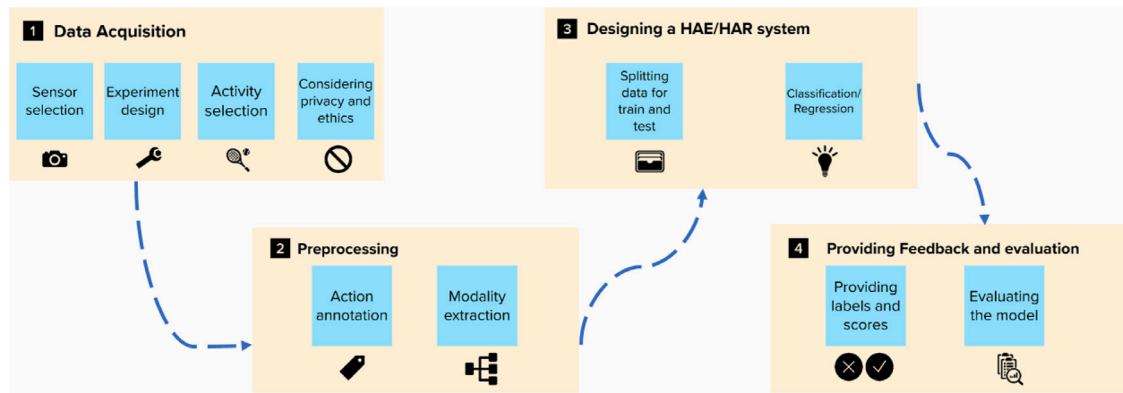 1 Data Acquisition
Sensor
selection
Experiment
design
Activity
selection
Considering
privacy and
ethics
2 Preprocessing
Action
annotation
Modality
extraction
3 Designing a HAE/HAR system
Splitting
data for
train and
test
Classification/
Regression
4 Providing Feedback and evaluation
Providing
labels and
scores
Evaluating
the model